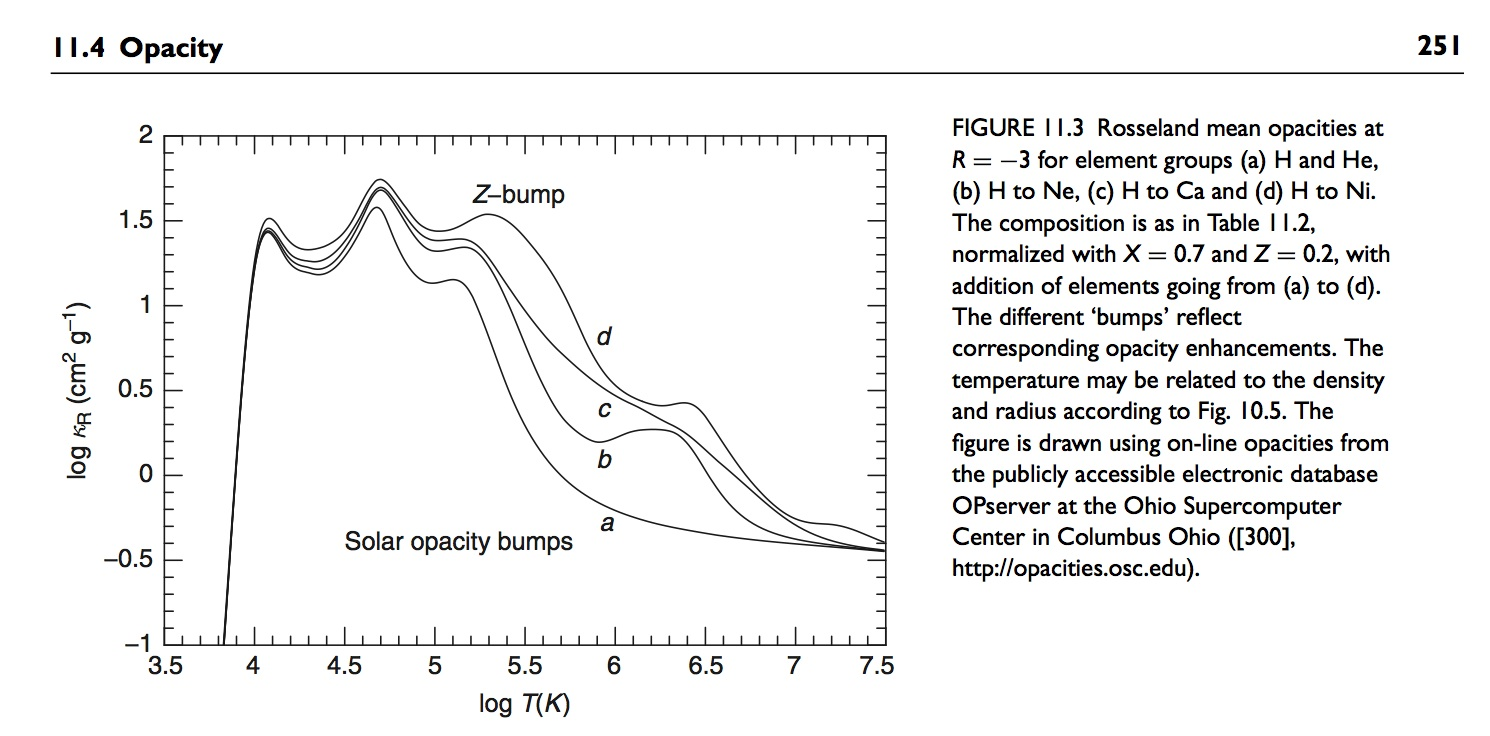 11.4 Opacity
251
2
1.5
1
0.5
0
−0.5
−1
log κR (cm2 g−1)
Z–bump
d
c
b
a
Solar opacity bumps
3.5 4 4.5 5 5.5 6 6.5 7 7.5
log T(K)
FIGURE 11.3 Rosseland mean opacities at
R = −3 for element groups (a) H and He,
(b) H to Ne, (c) H to Ca and (d) H to Ni.
The composition is as in Table 11.2,
normalized with X = 0.7 and Z = 0.2, with
addition of elements going from (a) to (d).
The different ‘bumps’ reflect
corresponding opacity enhancements. The
temperature may be related to the density
and radius according to Fig. 10.5. The
figure is drawn using on-line opacities from
the publicly accessible electronic database
OPserver at the Ohio Supercomputer
Center in Columbus Ohio ([300],
http://opacities.osc.edu).